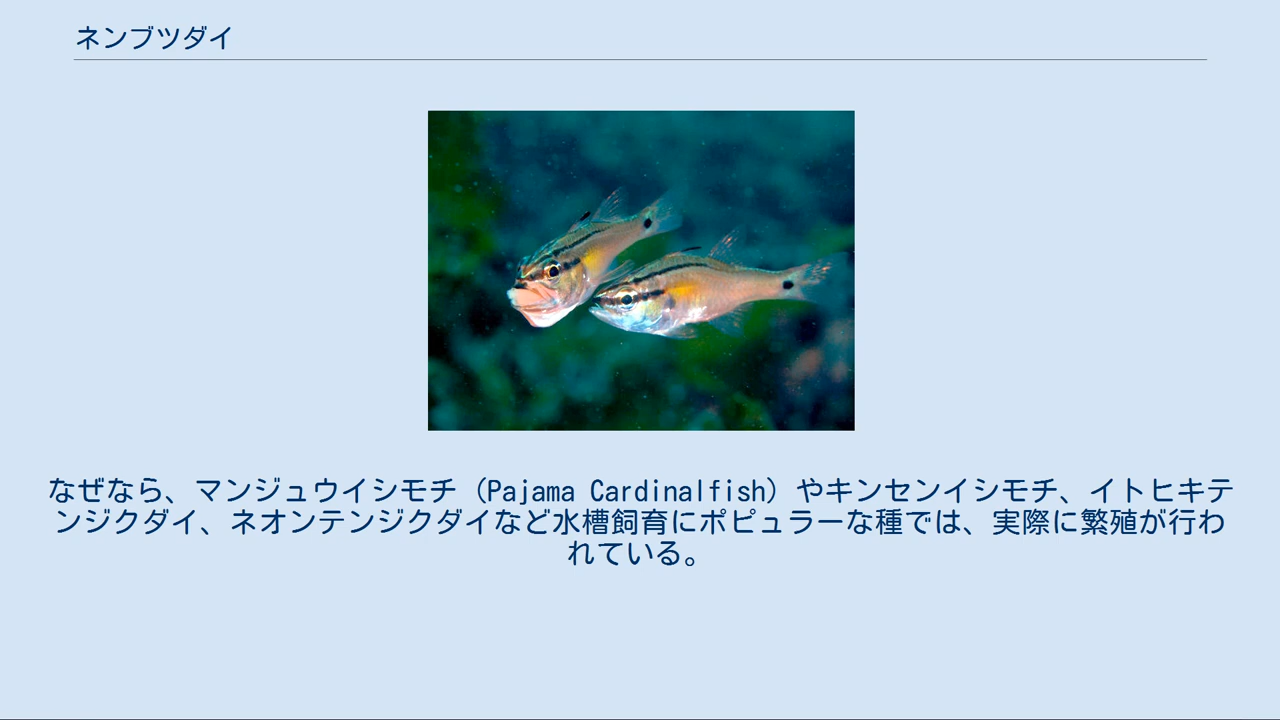 ネンブツダイ
なぜなら、マンジュウイシモチ（Pajama Cardinalfish）やキンセンイシモチ、イトヒキテ
ンジクダイ、ネオンテンジクダイなど水槽飼育にポピュラーな種では、実際に繁殖が行わ
れている。